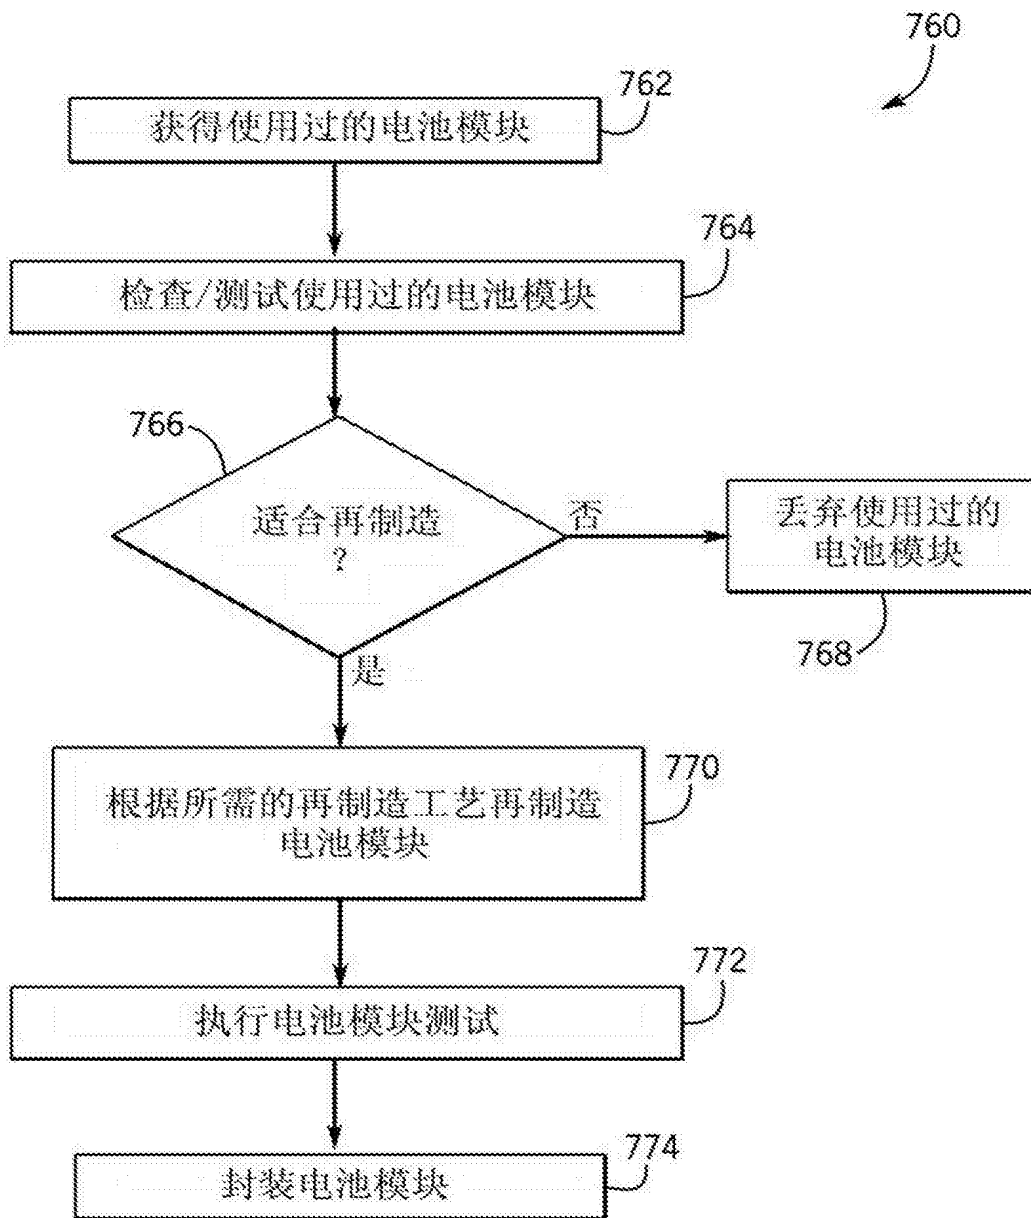 760
762
获得使用过的电池模块
764
检查/测试使用过的电池模块
766
适合再制造
?
否
丢弃使用过的
电池模块
768
是
770
根据所需的再制造工艺再制造
电池模块
772
执行电池模块测试
774
封装电池模块